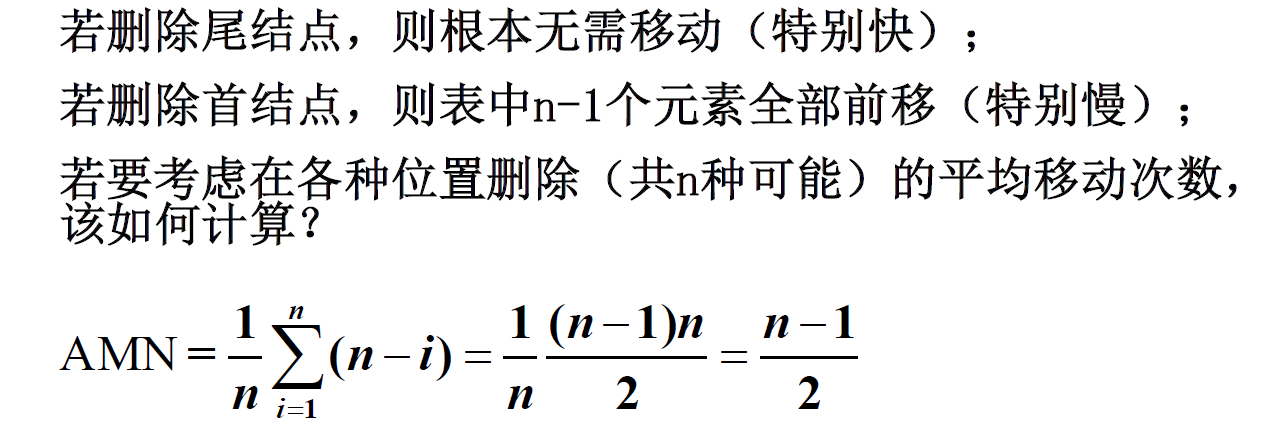 若删除尾结点，则根本无需移动（特别快）；
若删除首结点，则表中n-1个元素全部前移（特别慢）；
若要考虑在各种位置删除（共n种可能）的平均移动次数，
该如何计算？
AMN = \frac{1}{n} \sum_{i=1}^{n} (n-i) = \frac{1}{n} \frac{(n-1)n}{2} = \frac{n-1}{2}